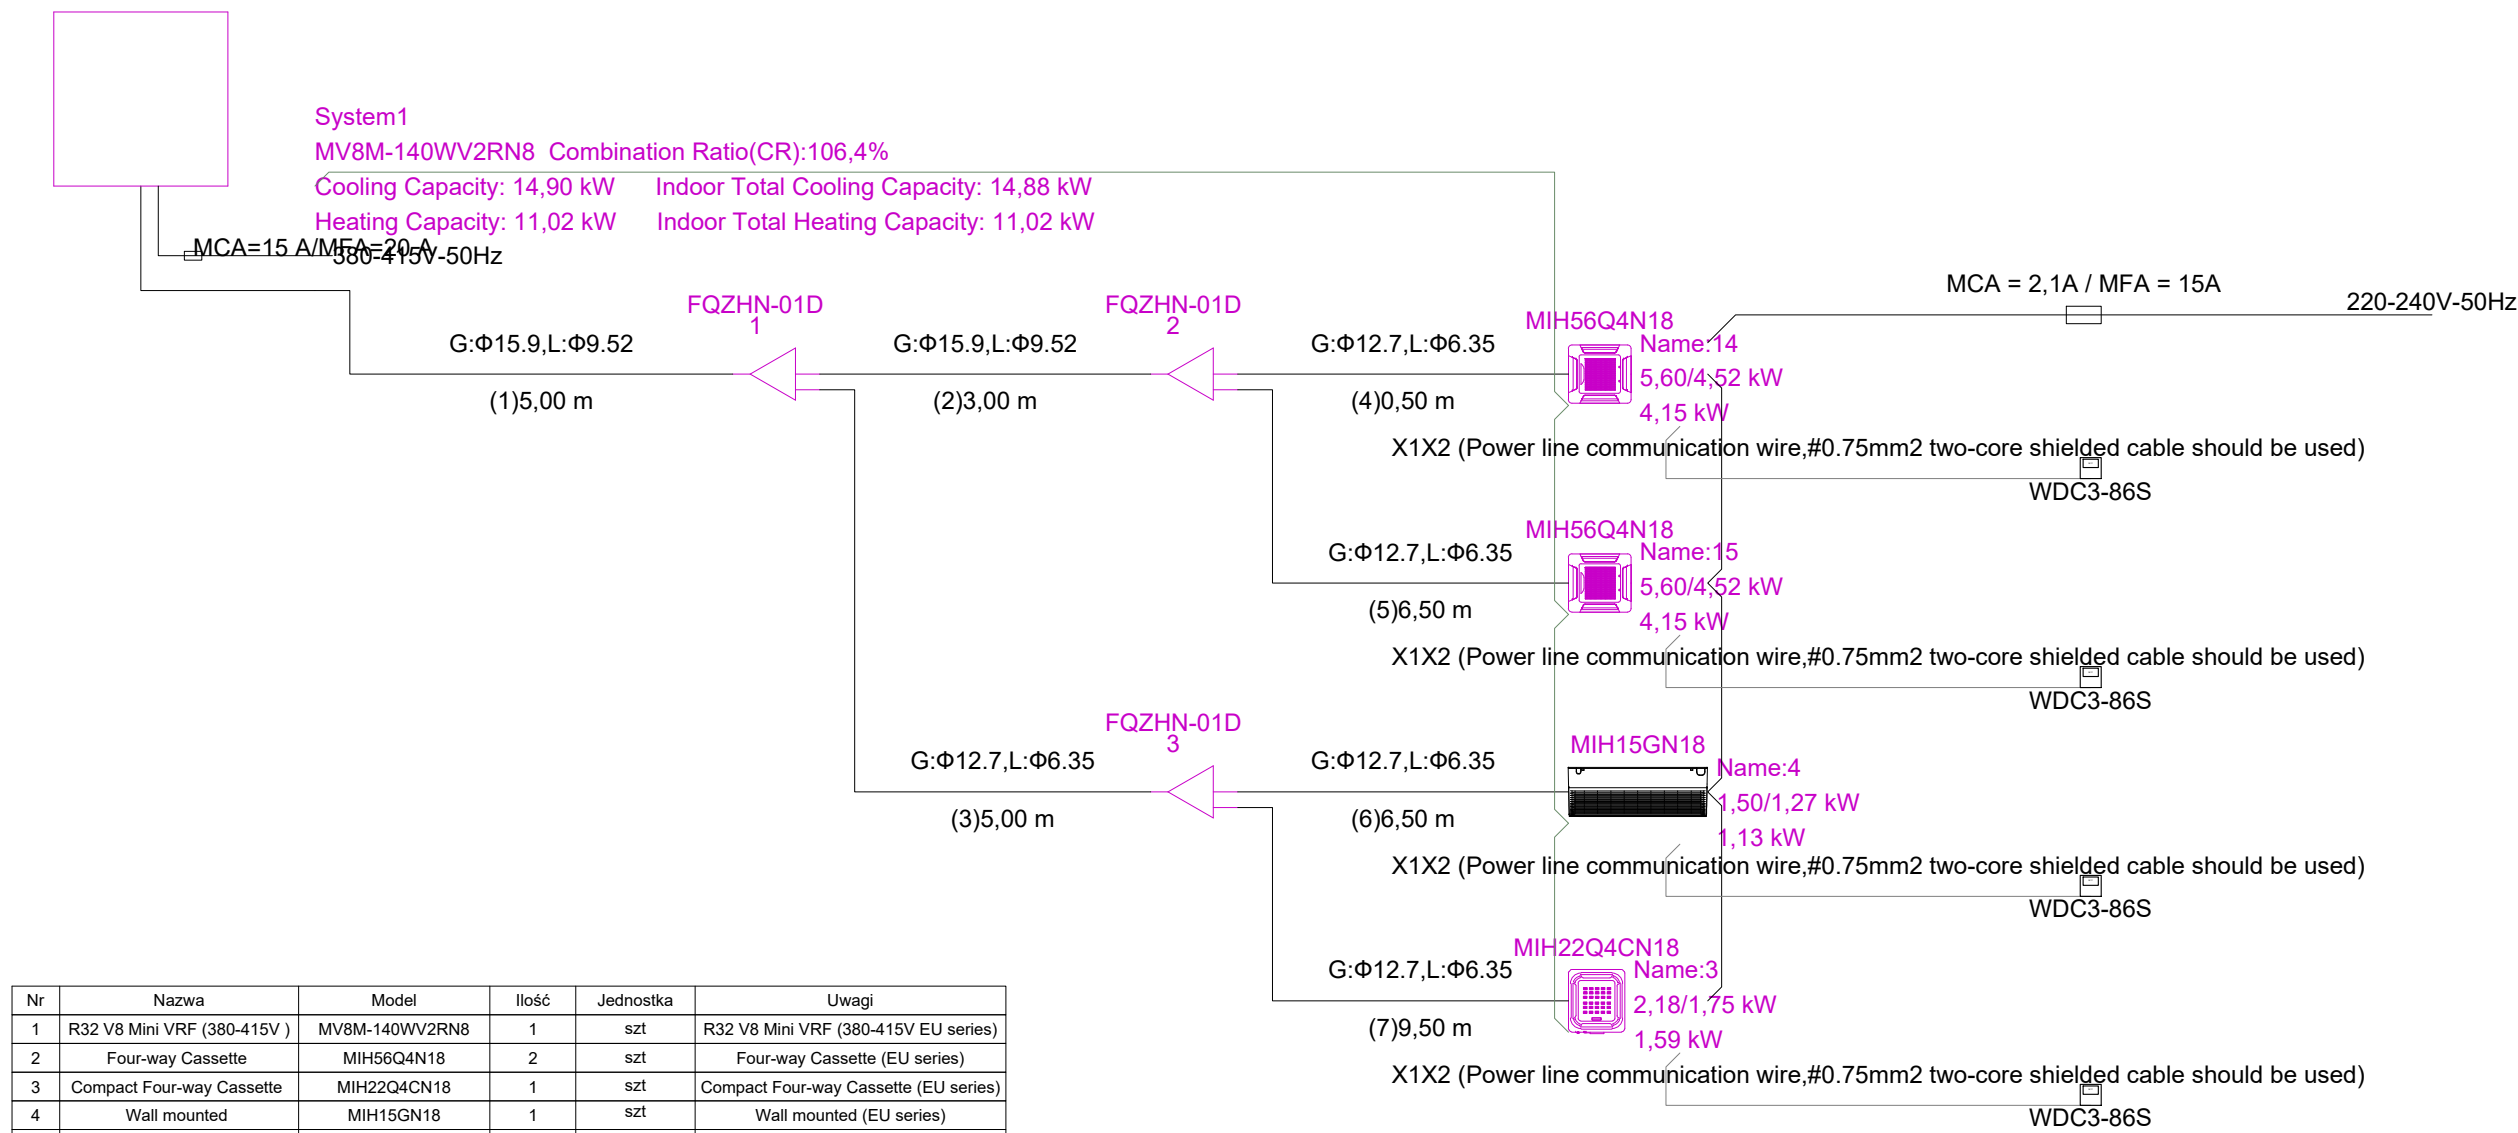 System1
MV8M-140WV2RN8 Combination Ratio(CR):106,4%
Cooling Capacity: 14,90 kW Indoor Total Cooling Capacity: 14,88 kW
Heating Capacity: 11,02 kW Indoor Total Heating Capacity: 11,02 kW
MCA=15 A/MFA=20 A
380-415V-50Hz
MCA = 2,1A / MFA = 15A
220-240V-50Hz
FQZHN-01D
1
FQZHN-01D
2
MIH56Q4N18
G:Φ15.9,L:Φ9.52
G:Φ15.9,L:Φ9.52
G:Φ12.7,L:Φ6.35
Name:14
5,60/4,52 kW
4,15 kW
(1)5,00 m
(2)3,00 m
(4)0,50 m
X1X2 (Power line communication wire,#0.75mm2 two-core shielded cable should be used)
WDC3-86S
MIH56Q4N18
G:Φ12.7,L:Φ6.35
Name:15
5,60/4,52 kW
4,15 kW
(5)6,50 m
X1X2 (Power line communication wire,#0.75mm2 two-core shielded cable should be used)
WDC3-86S
FQZHN-01D
3
MIH15GN18
G:Φ12.7,L:Φ6.35
G:Φ12.7,L:Φ6.35
Name:4
1,50/1,27 kW
1,13 kW
(3)5,00 m
(6)6,50 m
X1X2 (Power line communication wire,#0.75mm2 two-core shielded cable should be used)
WDC3-86S
MIH22Q4CN18
G:Φ12.7,L:Φ6.35
Name:3
2,18/1,75 kW
1,59 kW
(7)9,50 m
X1X2 (Power line communication wire,#0.75mm2 two-core shielded cable should be used)
WDC3-86S
Nr Nazwa Model Ilość Jednostka Uwagi
1 R32 V8 Mini VRF (380-415V ) MV8M-140WV2RN8 1 szt R32 V8 Mini VRF (380-415V EU series)
2 Four-way Cassette MIH56Q4N18 2 szt Four-way Cassette (EU series)
3 Compact Four-way Cassette MIH22Q4CN18 1 szt Compact Four-way Cassette (EU series)
4 Wall mounted MIH15GN18 1 szt Wall mounted (EU series)